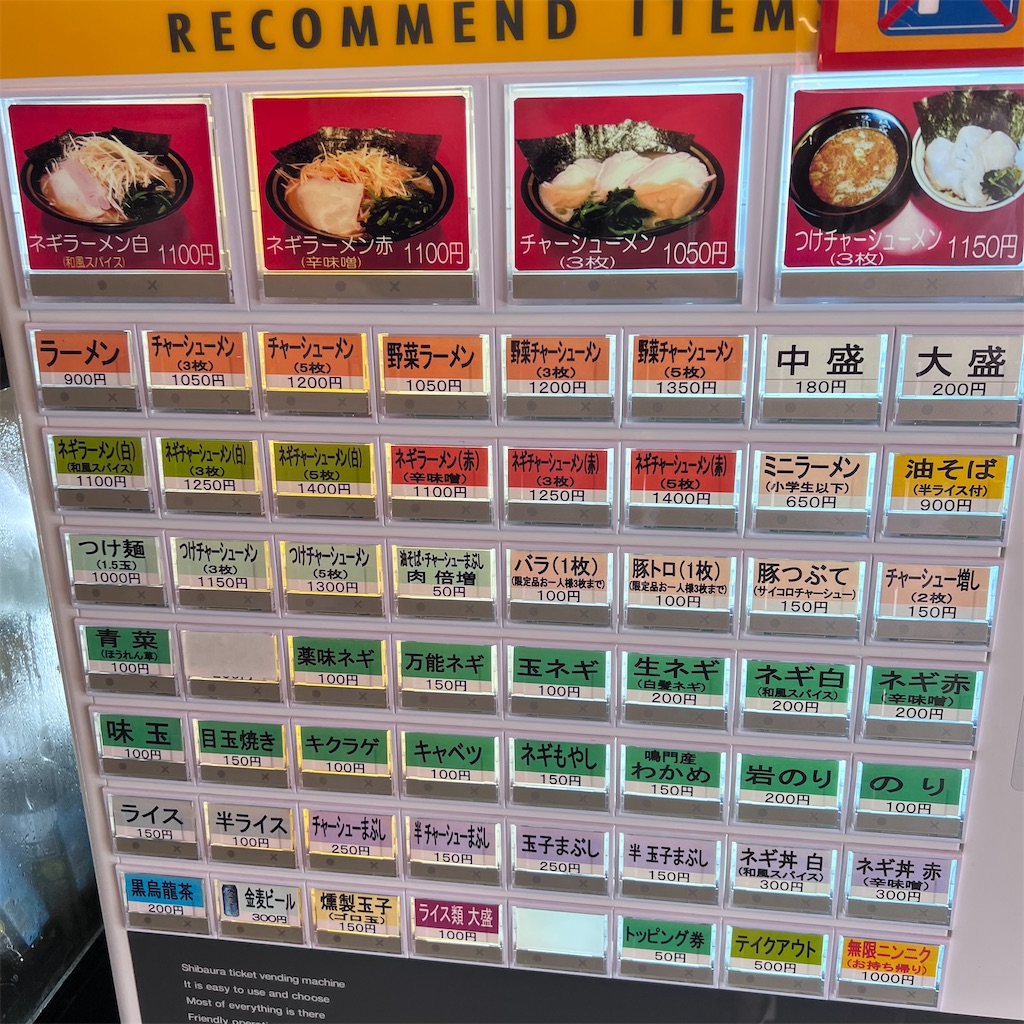 RECOMMEND ITEMS
ネギラーメン白
(和風スパイス)
1100円
ネギラーメン赤
(辛味噌)
1100円
チャーシューメン
(3枚)
1050円
つけチャーシューメン
(3枚)
1150円
ラーメン
900円
チャーシューメン
(3枚)
1050円
チャーシューメン
(5枚)
1200円
野菜ラーメン
1050円
野菜チャーシューメン
(3枚)
1200円
野菜チャーシューメン
(5枚)
1350円
中盛
180円
大盛
200円
ネギラーメン(白)
(和風スパイス)
1100円
ネギチャーシューメン(白)
(3枚)
1250円
ネギチャーシューメン(白)
(5枚)
1400円
ネギラーメン(赤)
(辛味噌)
1100円
ネギチャーシューメン(赤)
(3枚)
1250円
ネギチャーシューメン(赤)
(5枚)
1400円
ミニラーメン
(小学生以下)
650円
油そば
(半ライス付)
900円
つけ麺
(1.5玉)
1000円
つけチャーシューメン
(3枚)
1150円
つけチャーシューメン
(5枚)
1300円
油そば・チャーシューまぶし
肉 倍増
50円
バラ(1枚)
(限定品お一人様3枚まで)
100円
豚トロ(1枚)
(限定品お一人様3枚まで)
100円
豚つぶて
(サイコロチャーシュー)
150円
チャーシュー増し
(2枚)
150円
青菜
(ほうれん草)
100円
薬味ネギ
100円
万能ネギ
150円
玉ネギ
100円
生ネギ
(白髪ネギ)
200円
ネギ白
(和風スパイス)
200円
ネギ赤
(辛味噌)
200円
味玉
100円
目玉焼き
150円
キクラゲ
100円
キャベツ
100円
ネギもやし
150円
鳴門産
わかめ
150円
岩のり
200円
のり
100円
ライス
150円
半ライス
100円
チャーシューまぶし
250円
半 チャーシューまぶし
150円
玉子まぶし
250円
半 玉子まぶし
150円
ネギ丼 白
(和風スパイス)
300円
ネギ丼 赤
(辛味噌)
300円
黒烏龍茶
200円
金麦ビール
300円
燻製玉子
(ゴロ玉)
150円
ライス類 大盛
100円
トッピング券
50円
テイクアウト
500円
無限ニンニク
(お持ち帰り)
1000円
Shibaura ticket vending machine
It is easy to use and choose
Most of everything is there